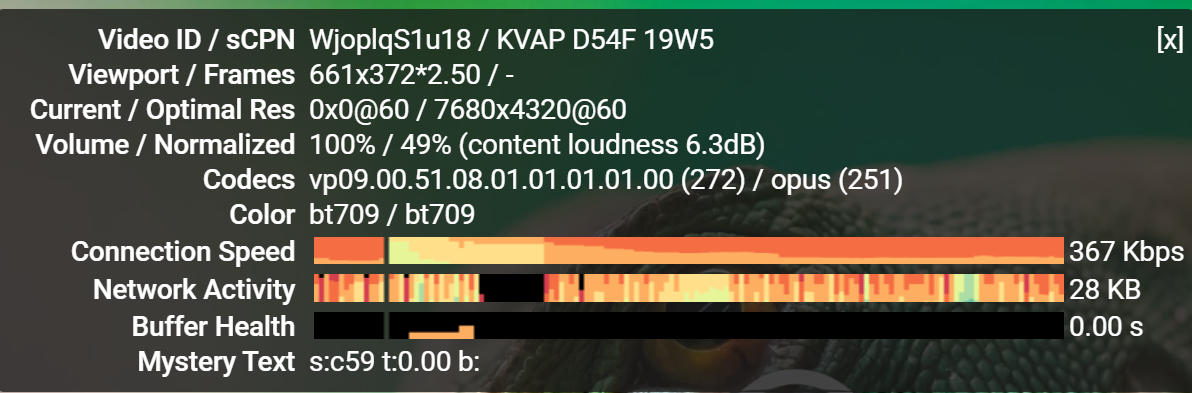 Video ID / sCPN WjoplqS1u18 / KVAP D54F 19W5 [x]
Viewport / Frames 661x372*2.50 / -
Current / Optimal Res 0x0@60 / 7680x4320@60
Volume / Normalized 100% / 49% (content loudness 6.3dB)
Codecs vp09.00.51.08.01.01.01.01.00 (272) / opus (251)
Color bt709 / bt709
Connection Speed 367 Kbps
Network Activity 28 KB
Buffer Health 0.00 s
Mystery Text s:c59 t:0.00 b: